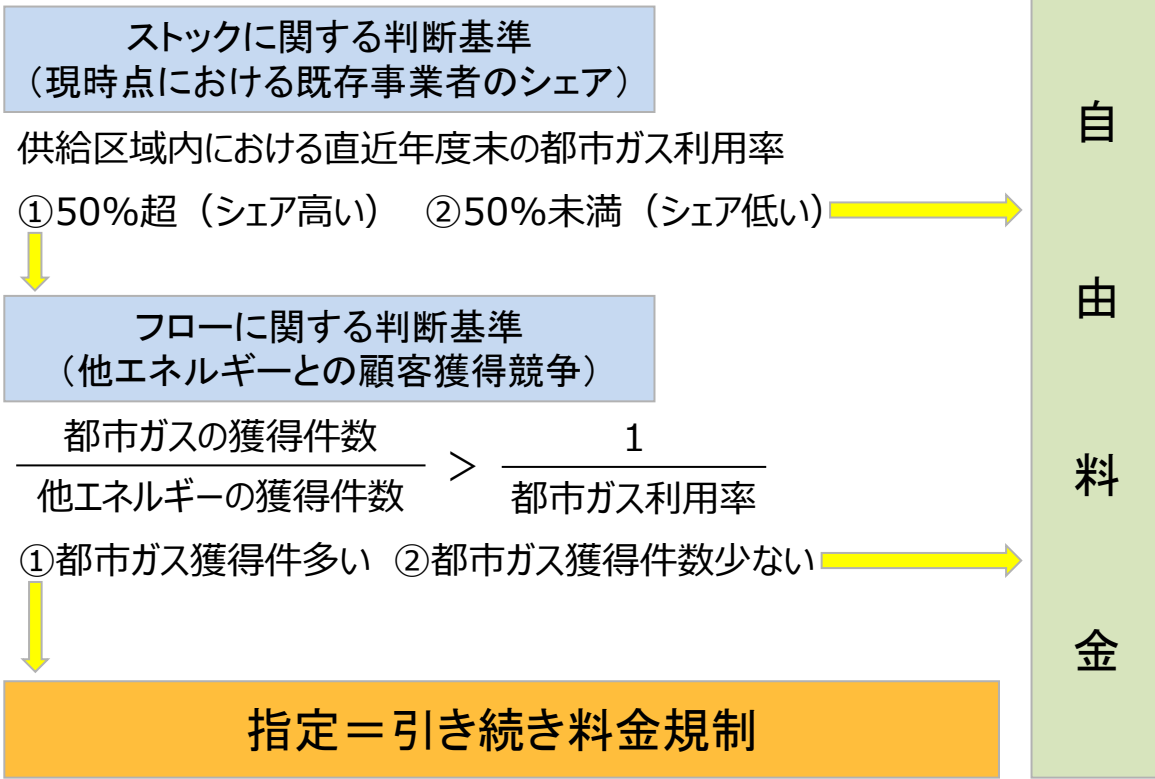 ストックに関する判断基準
（現時点における既存事業者のシェア）
供給区域内における直近年度末の都市ガス利用率
①50%超（シェア高い） ②50%未満（シェア低い）
フローに関する判断基準
（他エネルギーとの顧客獲得競争）
都市ガスの獲得件数
他エネルギーの獲得件数
＞
1
都市ガス利用率
①都市ガス獲得件多い ②都市ガス獲得件数少ない
指定＝引き続き料金規制
自由料金